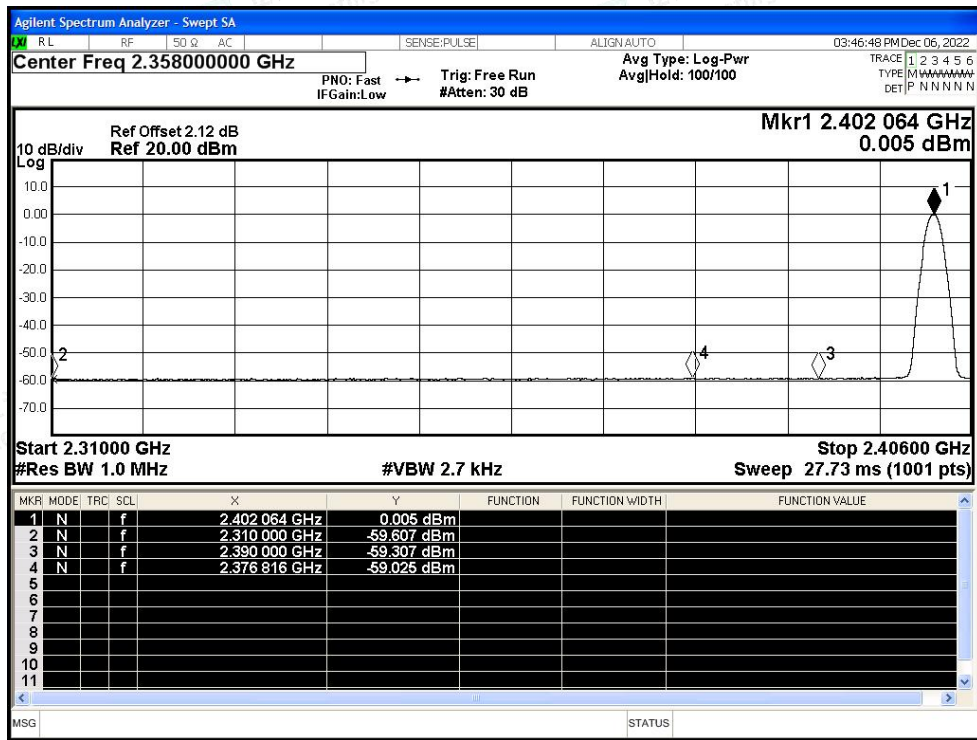 Agilent Spectrum Analyzer - Swept SA
LXI RL RF 50 Ω AC SENSE:PULSE ALIGN AUTO 03:46:48 PM Dec 06, 2022
Center Freq 2.358000000 GHz
PNO: Fast
IFGain:Low
Trig: Free Run
#Atten: 30 dB
Avg Type: Log-Pwr
Avg|Hold: 100/100
TRACE 1 2 3 4 5 6
TYPE M
DET P N N N N N
Mkr1 2.402 064 GHz
0.005 dBm
Ref Offset 2.12 dB
10 dB/div Ref 20.00 dBm
Log
10.0
1
0.00
-10.0
-20.0
-30.0
-40.0
-50.0
2
4
3
-60.0
-70.0
Start 2.31000 GHz Stop 2.40600 GHz
#Res BW 1.0 MHz #VBW 2.7 kHz Sweep 27.73 ms (1001 pts)
MKR MODE TRC SCL X Y FUNCTION FUNCTION WIDTH FUNCTION VALUE
1 N f 2.402 064 GHz 0.005 dBm
2 N f 2.310 000 GHz -59.607 dBm
3 N f 2.390 000 GHz -59.307 dBm
4 N f 2.376 816 GHz -59.025 dBm
5
6
7
8
9
10
11
MSG STATUS